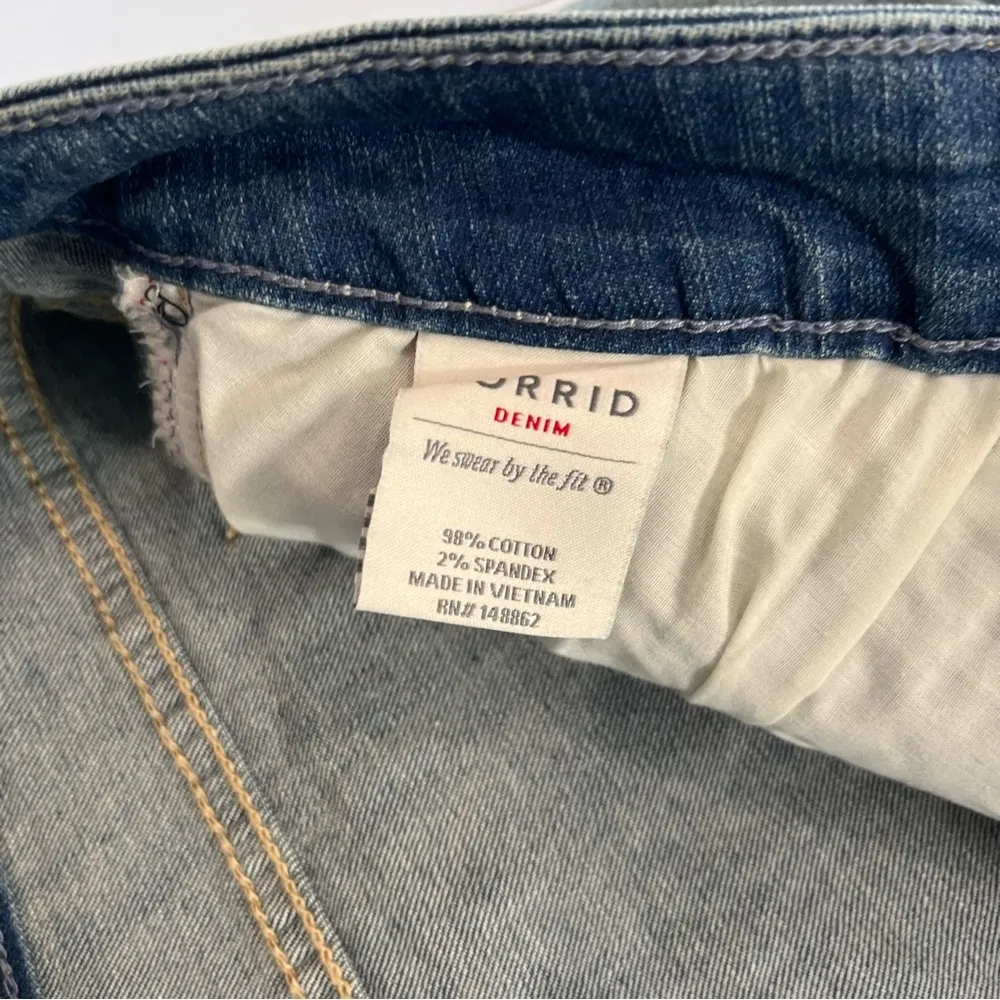 ORRID
DENIM
We swear by the fit ®
98% COTTON
2% SPANDEX
MADE IN VIETNAM
RN# 148862